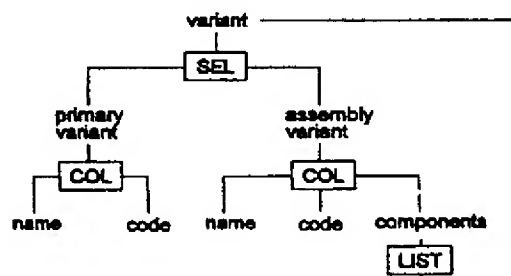 variant
SEL
primary variant
assembly variant
COL
COL
name
code
name
code
components
LIST